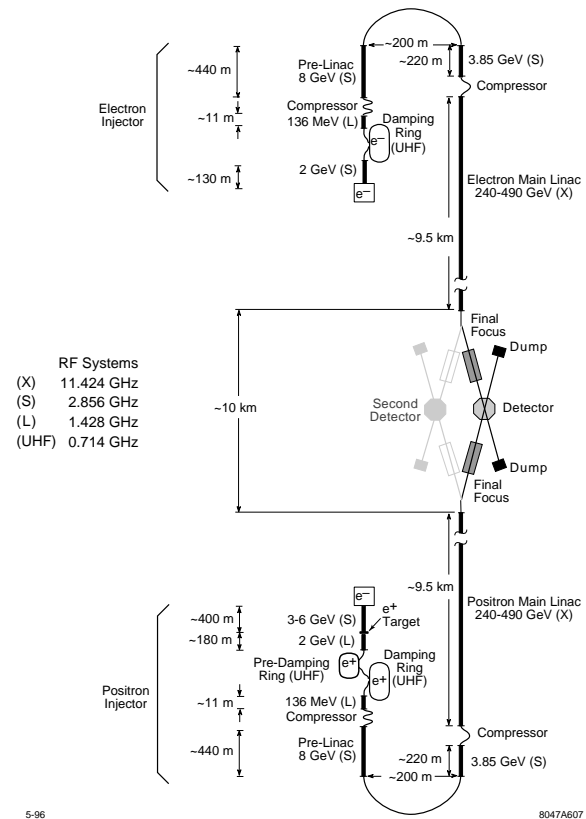 ~200 m
~440 m
Pre-Linac
8 GeV (S)
~220 m
3.85 GeV (S)
Compressor
Electron
Injector
~11 m
Compressor
136 MeV (L)
Damping
Ring
(UHF)
e–
~130 m
2 GeV (S)
e–
Electron Main Linac
240-490 GeV (X)
~9.5 km
Final
Focus
Dump
RF Systems
(X) 11.424 GHz
(S) 2.856 GHz
(L) 1.428 GHz
(UHF) 0.714 GHz
~10 km
Second
Detector
Detector
Dump
Final
Focus
~9.5 km
Positron Main Linac
240-490 GeV (X)
e–
~400 m
3-6 GeV (S)
e+
Target
~180 m
2 GeV (L)
Pre-Damping
Ring (UHF)
e+
Damping
Ring
(UHF)
e+
Positron
Injector
~11 m
136 MeV (L)
Compressor
Compressor
~440 m
Pre-Linac
8 GeV (S)
~220 m
3.85 GeV (S)
~200 m
5-96
8047A607